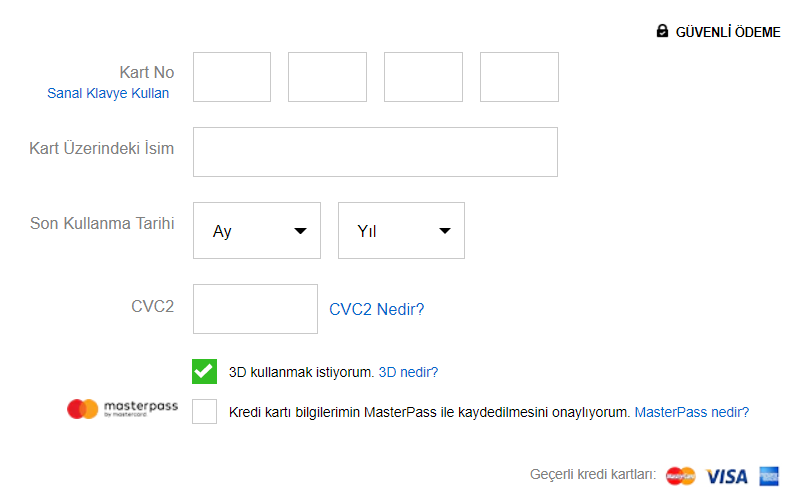 GÜVENLİ ÖDEME
Kart No
Sanal Klavye Kullan
Kart Üzerindeki İsim
Son Kullanma Tarihi
Ay
Yıl
CVC2
CVC2 Nedir?
3D kullanmak istiyorum. 3D nedir?
masterpass
by mastercard.
Kredi kartı bilgilerimin MasterPass ile kaydedilmesini onaylıyorum. MasterPass nedir?
Geçerli kredi kartları: MasterCard VISA